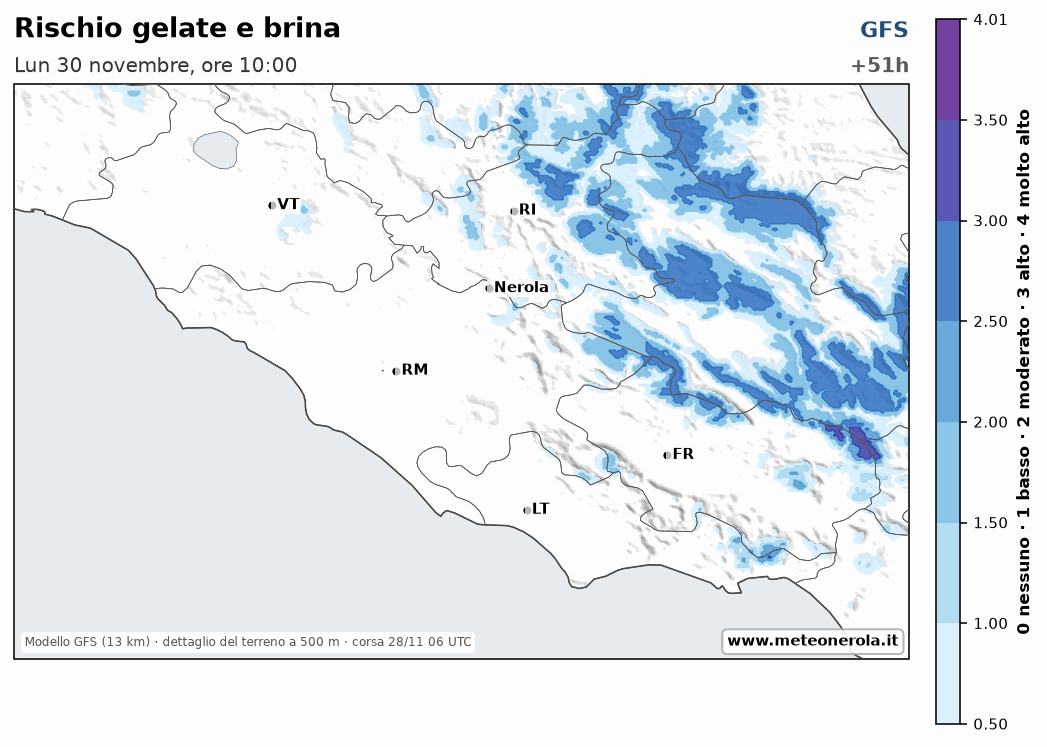 Rischio gelate e brina
GFS
Lun 30 novembre, ore 10:00
+51h
VT
RI
Nerola
RM
FR
LT
Modello GFS (13 km) · dettaglio del terreno a 500 m · corsa 28/11 06 UTC
www.meteonerola.it
4.01
3.50
3.00
2.50
2.00
1.50
1.00
0.50
0 nessuno · 1 basso · 2 moderato · 3 alto · 4 molto alto